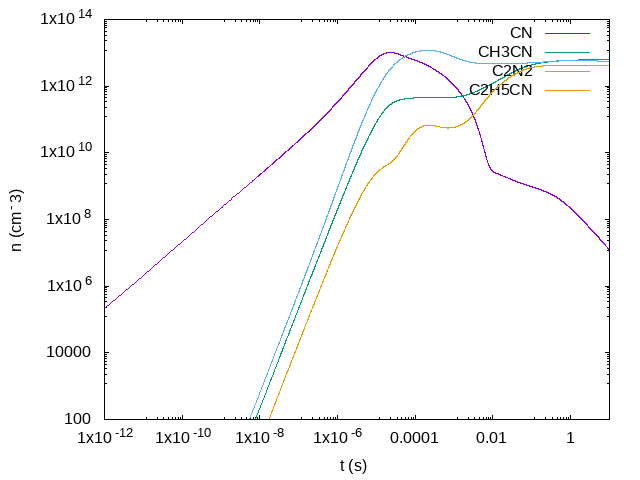 1x10^14
1x10^12
1x10^10
1x10^8
1x10^6
10000
100
n (cm^-3)
CN
CH3CN
C2N2
C2H5CN
1x10^-12 1x10^-10 1x10^-8 1x10^-6 0.0001 0.01 1
t (s)